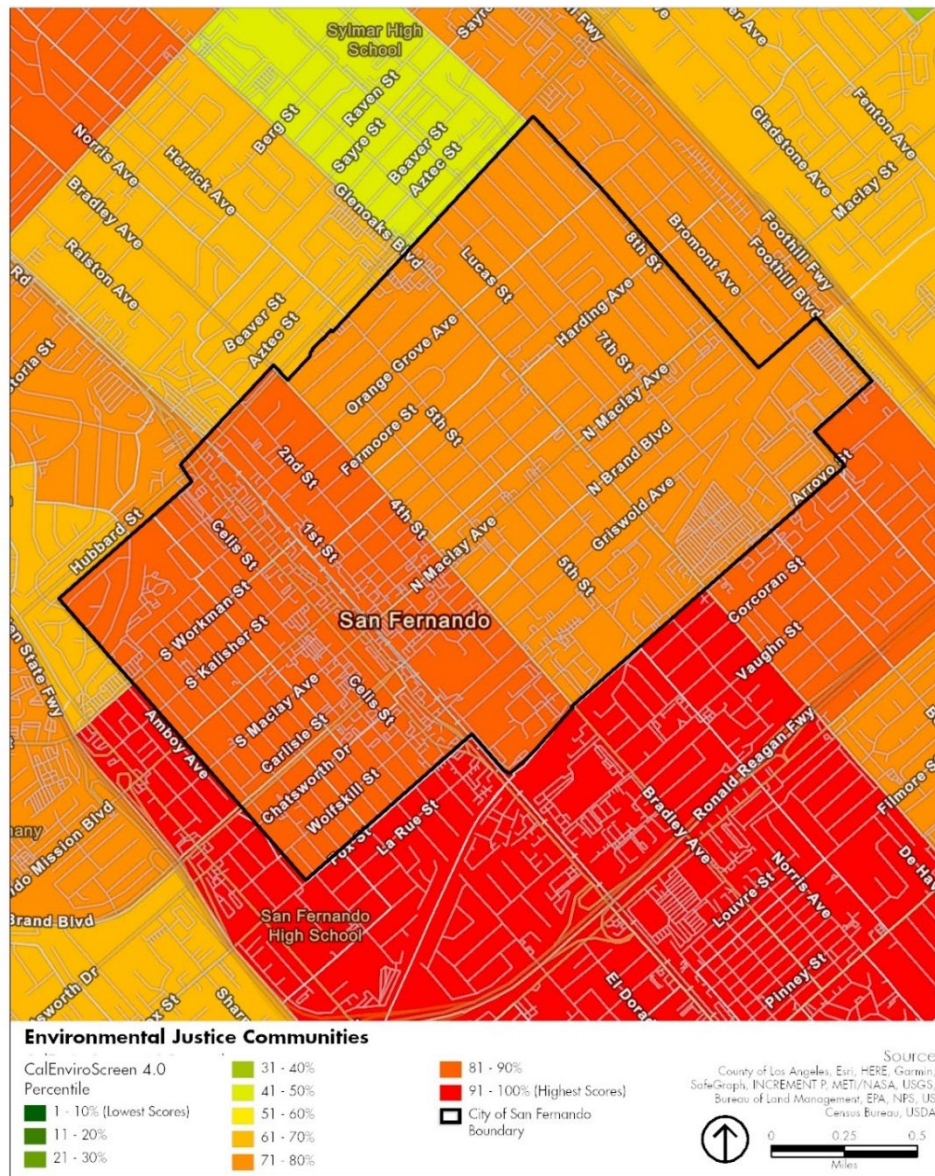 Sylmar High
School
Sayre
Fwy
Ave
Fenton Ave
Gladstone Ave
Maclay St
Norris Ave
Herrick Ave
Berg St
Raven St
Sayre St
Beaver St
Aztec St
Glenoaks Blvd
Bradley Ave
Ralston Ave
Rd
Foothill Fwy
Foothill Blvd
Bromont Ave
8th St
Lucas St
Harding Ave
Beaver St
Aztec St
Orange Grove Ave
7th St
N Maclay Ave
Fermoore St
5th St
N Brand Blvd
2nd St
4th St
Griswold Ave
Arroyo St
Hubbard St
Cells St
1st St
N Maclay Ave
5th St
Corcoran St
S Workman St
San Fernando
Vaughn St
S Kalisher St
S Maclay Ave
Cells St
Carlisle St
Amboy Ave
Chatsworth Dr
Wolfskill St
Fox St
La Rue St
Bradley Ave
Ronald Reagan Fwy
Filmore St
Norris Ave
Louvre St
Pinney St
San Fernando
High School
Brand Blvd
Environmental Justice Communities
CalEnviroScreen 4.0
Percentile
1 - 10% (Lowest Scores)
11 - 20%
21 - 30%
31 - 40%
41 - 50%
51 - 60%
61 - 70%
71 - 80%
81 - 90%
91 - 100% (Highest Scores)
City of San Fernando
Boundary
Source
County of Los Angeles, Esri, HERE, Garmin,
SafeGraph, INCREMENT P, METI/NASA, USGS,
Bureau of Land Management, EPA, NPS, US
Census Bureau, USDA
0 0.25 0.5
Miles